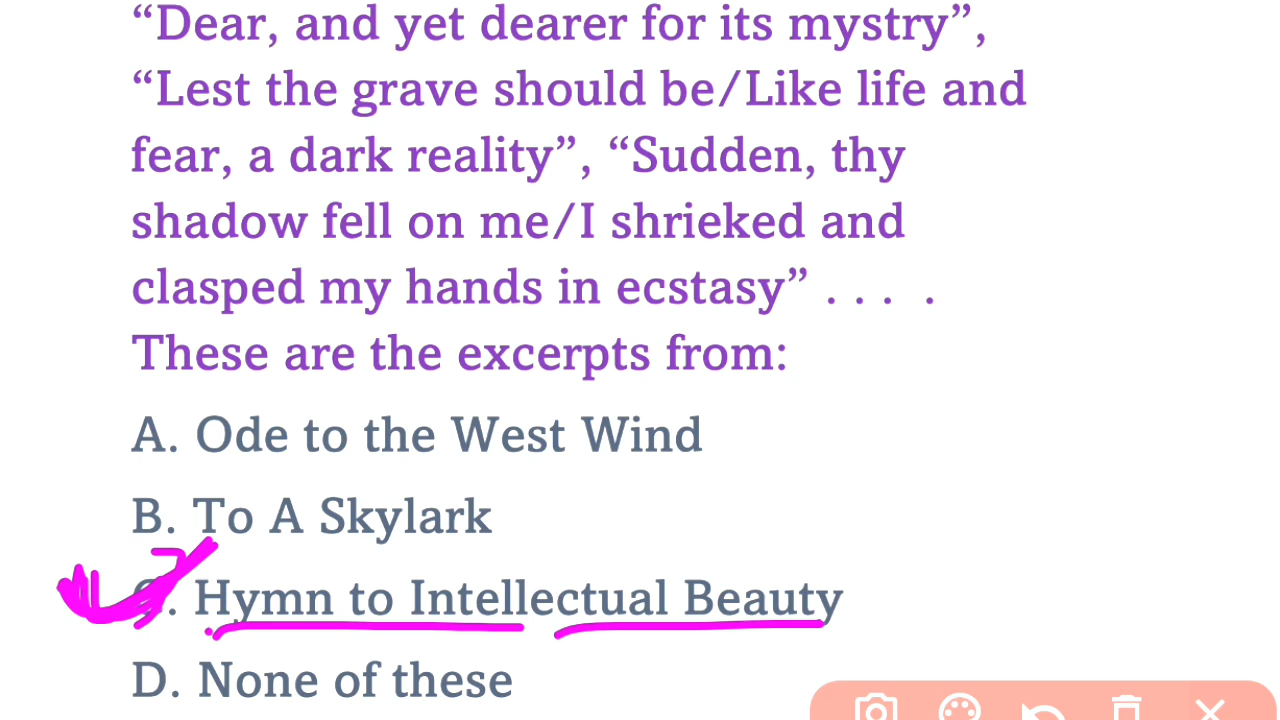 “Dear, and yet dearer for its mystry”,
“Lest the grave should be/Like life and
fear, a dark reality”, “Sudden, thy
shadow fell on me/I shrieked and
clasped my hands in ecstasy” . . . .
These are the excerpts from:
A. Ode to the West Wind
B. To A Skylark
C. Hymn to Intellectual Beauty
D. None of these